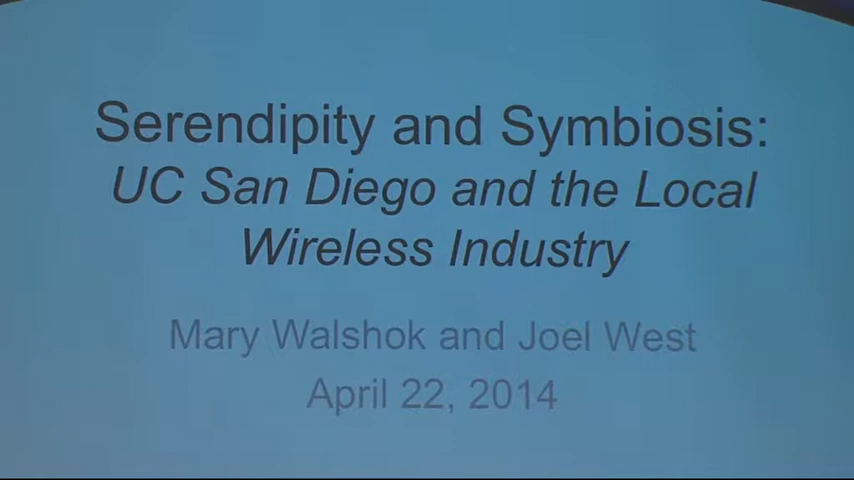 Serendipity and Symbiosis:
UC San Diego and the Local
Wireless Industry
Mary Walshok and Joel West
April 22, 2014